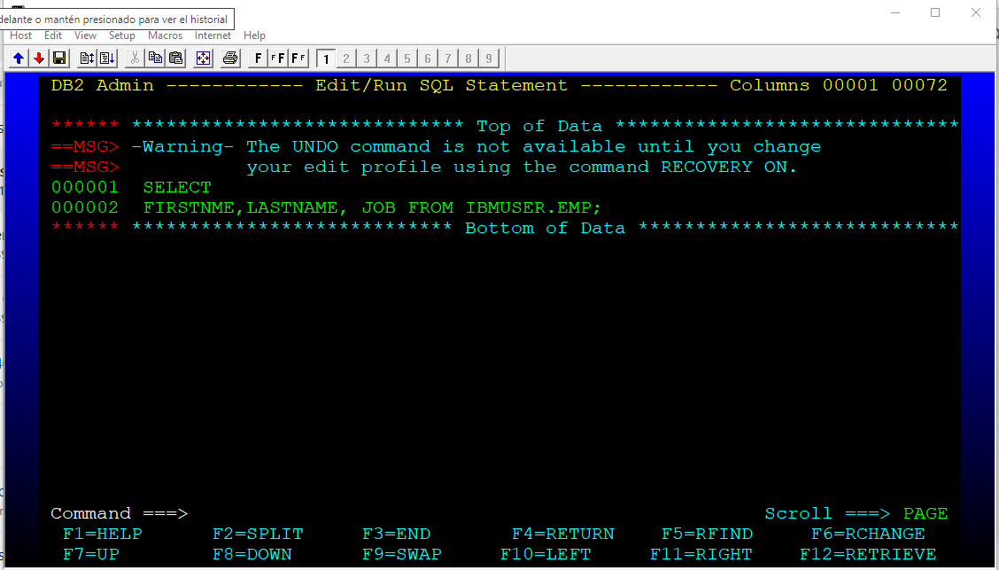 delante o mantén presionado para ver el historial
Host Edit View Setup Macros Internet Help
F F F F F 1 2 3 4 5 6 7 8 9
DB2 Admin ------------ Edit/Run SQL Statement ------------ Columns 00001 00072
****** ***************************** Top of Data ******************************
==MSG> -Warning- The UNDO command is not available until you change
==MSG> your edit profile using the command RECOVERY ON.
000001 SELECT
000002 FIRSTNME,LASTNAME, JOB FROM IBMUSER.EMP;
****** **************************** Bottom of Data ****************************
Command ===> Scroll ===> PAGE
F1=HELP F2=SPLIT F3=END F4=RETURN F5=RFIND F6=RCHANGE
F7=UP F8=DOWN F9=SWAP F10=LEFT F11=RIGHT F12=RETRIEVE